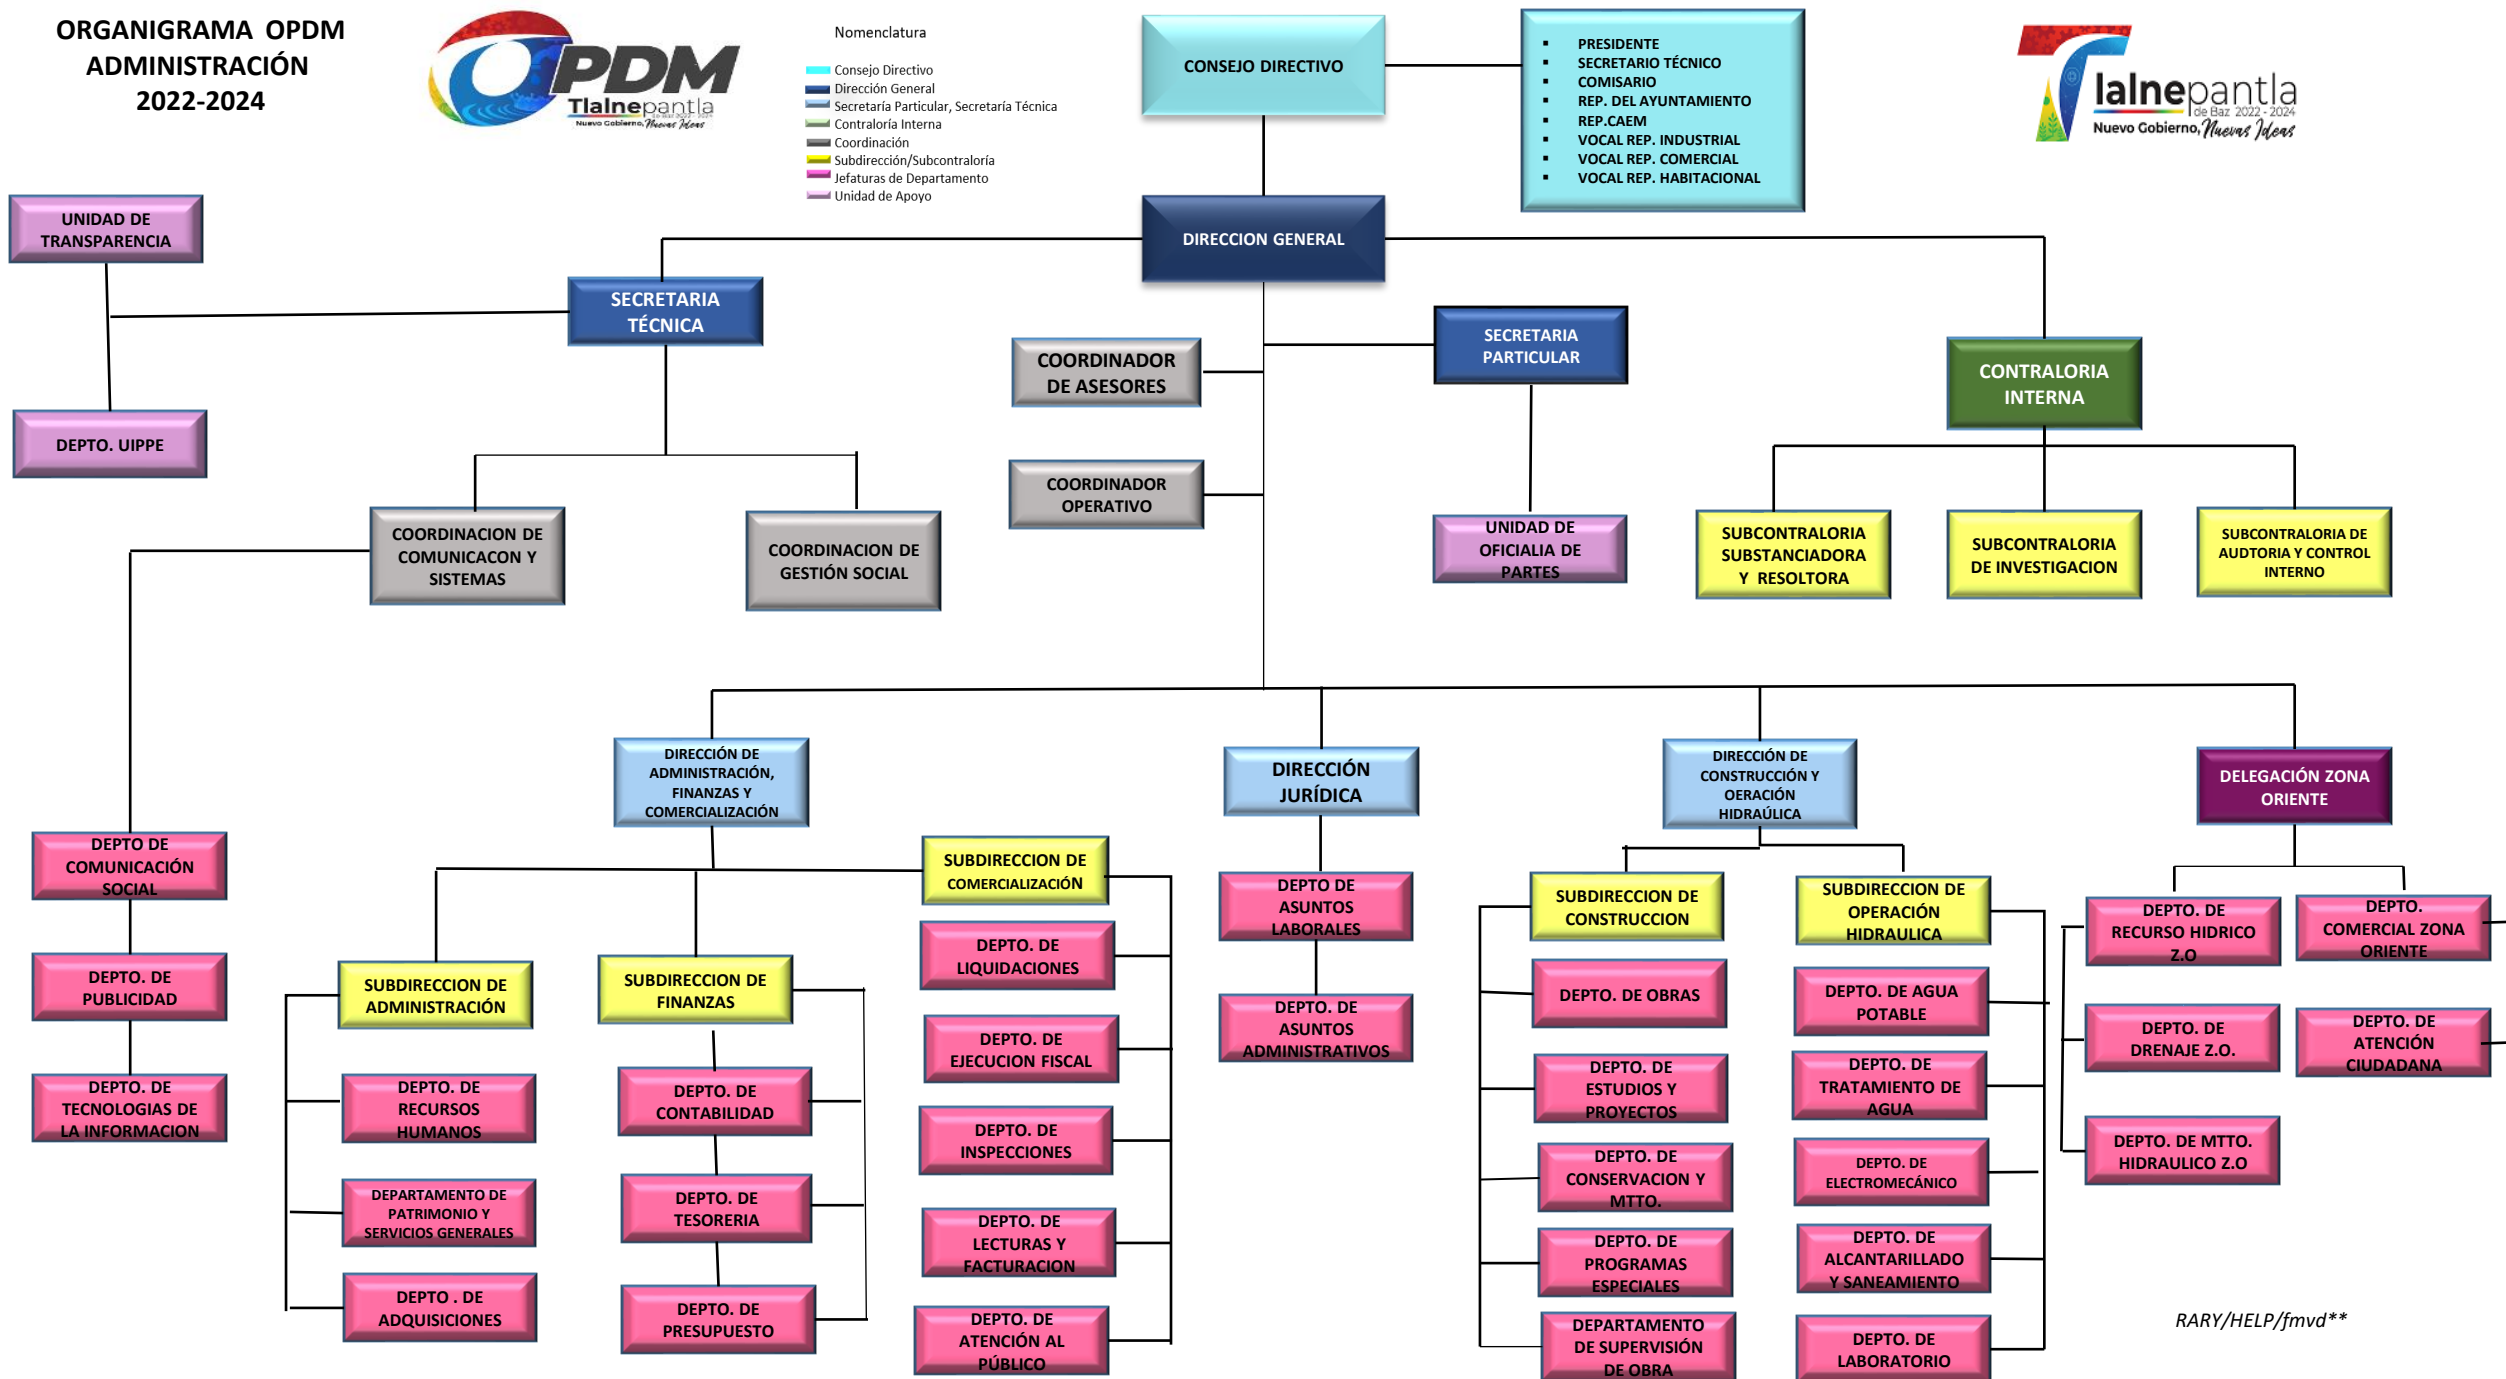 ORGANIGRAMA OPDM
ADMINISTRACIÓN
2022-2024
OPDM
Tlalnepantla
de Baz 2022 - 2024
Nuevo Gobierno, Nuevas Ideas
Nomenclatura
Consejo Directivo
Dirección General
Secretaría Particular, Secretaría Técnica
Contraloría Interna
Coordinación
Subdirección/Subcontraloría
Jefaturas de Departamento
Unidad de Apoyo
CONSEJO DIRECTIVO
▪ PRESIDENTE
▪ SECRETARIO TÉCNICO
▪ COMISARIO
▪ REP. DEL AYUNTAMIENTO
▪ REP.CAEM
▪ VOCAL REP. INDUSTRIAL
▪ VOCAL REP. COMERCIAL
▪ VOCAL REP. HABITACIONAL
Tlalnepantla
de Baz 2022 - 2024
Nuevo Gobierno, Nuevas Ideas
UNIDAD DE
TRANSPARENCIA
DIRECCION GENERAL
SECRETARIA
TÉCNICA
COORDINADOR
DE ASESORES
SECRETARIA
PARTICULAR
CONTRALORIA
INTERNA
DEPTO. UIPPE
COORDINADOR
OPERATIVO
COORDINACION DE
COMUNICACON Y
SISTEMAS
COORDINACION DE
GESTIÓN SOCIAL
UNIDAD DE
OFICIALIA DE
PARTES
SUBCONTRALORIA
SUBSTANCIADORA
Y RESOLTORA
SUBCONTRALORIA
DE INVESTIGACION
SUBCONTRALORIA DE
AUDTORIA Y CONTROL
INTERNO
DIRECCIÓN DE
ADMINISTRACIÓN,
FINANZAS Y
COMERCIALIZACIÓN
DIRECCIÓN
JURÍDICA
DIRECCIÓN DE
CONSTRUCCIÓN Y
OERACIÓN
HIDRAÚLICA
DELEGACIÓN ZONA
ORIENTE
DEPTO DE
COMUNICACIÓN
SOCIAL
DEPTO. DE
PUBLICIDAD
DEPTO. DE
TECNOLOGIAS DE
LA INFORMACION
SUBDIRECCION DE
ADMINISTRACIÓN
DEPTO. DE
RECURSOS
HUMANOS
DEPARTAMENTO DE
PATRIMONIO Y
SERVICIOS GENERALES
DEPTO . DE
ADQUISICIONES
SUBDIRECCION DE
FINANZAS
DEPTO. DE
CONTABILIDAD
DEPTO. DE
TESORERIA
DEPTO. DE
PRESUPUESTO
SUBDIRECCION DE
COMERCIALIZACIÓN
DEPTO. DE
LIQUIDACIONES
DEPTO. DE
EJECUCION FISCAL
DEPTO. DE
INSPECCIONES
DEPTO. DE
LECTURAS Y
FACTURACION
DEPTO. DE
ATENCIÓN AL
PÚBLICO
DEPTO DE
ASUNTOS
LABORALES
DEPTO. DE
ASUNTOS
ADMINISTRATIVOS
SUBDIRECCION DE
CONSTRUCCION
DEPTO. DE OBRAS
DEPTO. DE
ESTUDIOS Y
PROYECTOS
DEPTO. DE
CONSERVACION Y
MTTO.
DEPTO. DE
PROGRAMAS
ESPECIALES
DEPARTAMENTO
DE SUPERVISIÓN
DE OBRA
SUBDIRECCION DE
OPERACIÓN
HIDRAULICA
DEPTO. DE AGUA
POTABLE
DEPTO. DE
TRATAMIENTO DE
AGUA
DEPTO. DE
ELECTROMECÁNICO
DEPTO. DE
ALCANTARILLADO
Y SANEAMIENTO
DEPTO. DE
LABORATORIO
DEPTO. DE
RECURSO HIDRICO
Z.O
DEPTO. DE
DRENAJE Z.O.
DEPTO. DE MTTO.
HIDRAULICO Z.O
DEPTO.
COMERCIAL ZONA
ORIENTE
DEPTO. DE
ATENCIÓN
CIUDADANA
RARY/HELP/fmvd**